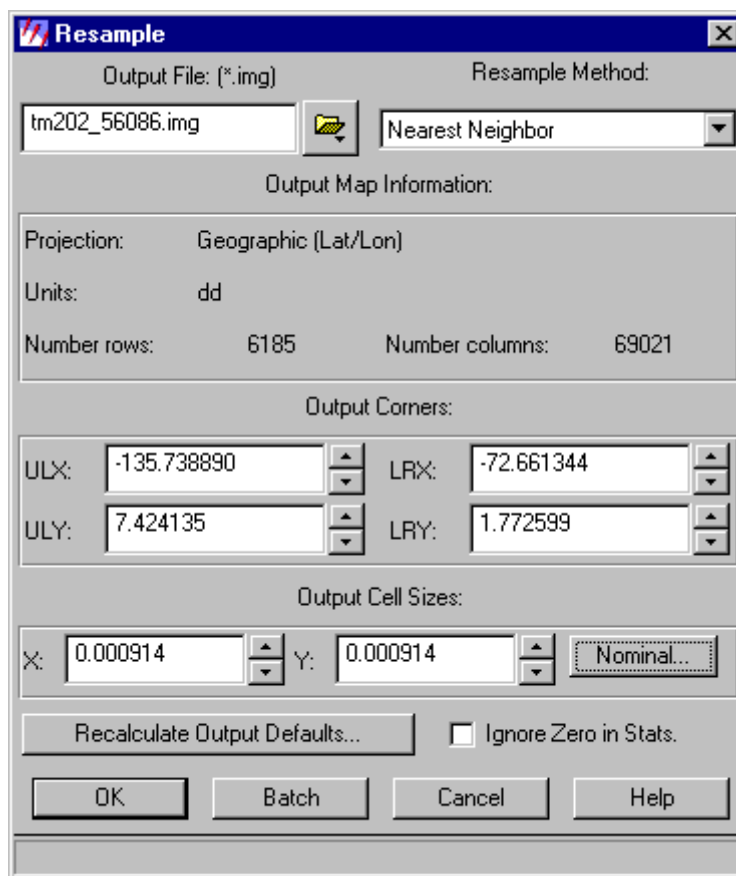 Resample
Output File: (*.img)
Resample Method:
tm202_56086.img
Nearest Neighbor
Output Map Information:
Projection: Geographic (Lat/Lon)
Units: dd
Number rows: 6185 Number columns: 69021
Output Corners:
ULX: -135.738890 LRX: -72.661344
ULY: 7.424135 LRY: 1.772599
Output Cell Sizes:
X: 0.000914 Y: 0.000914 Nominal...
Recalculate Output Defaults... Ignore Zero in Stats.
OK Batch Cancel Help